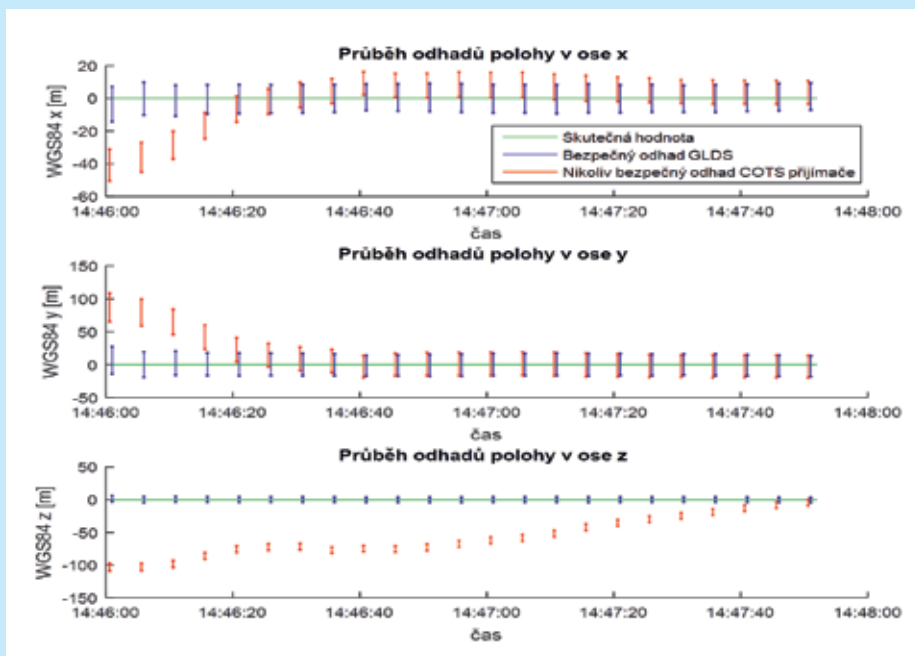 Průběh odhadů polohy v ose x
WGS84 x [m]
20
0
-20
-40
-60
Skutečná hodnota
Bezpečný odhad GLDS
Nikoliv bezpečný odhad COTS přijímače
14:46:00 14:46:20 14:46:40 14:47:00 14:47:20 14:47:40 14:48:00
čas
Průběh odhadů polohy v ose y
WGS84 y [m]
150
100
50
0
-50
14:46:00 14:46:20 14:46:40 14:47:00 14:47:20 14:47:40 14:48:00
čas
Průběh odhadů polohy v ose z
WGS84 z [m]
50
0
-50
-100
-150
14:46:00 14:46:20 14:46:40 14:47:00 14:47:20 14:47:40 14:48:00
čas